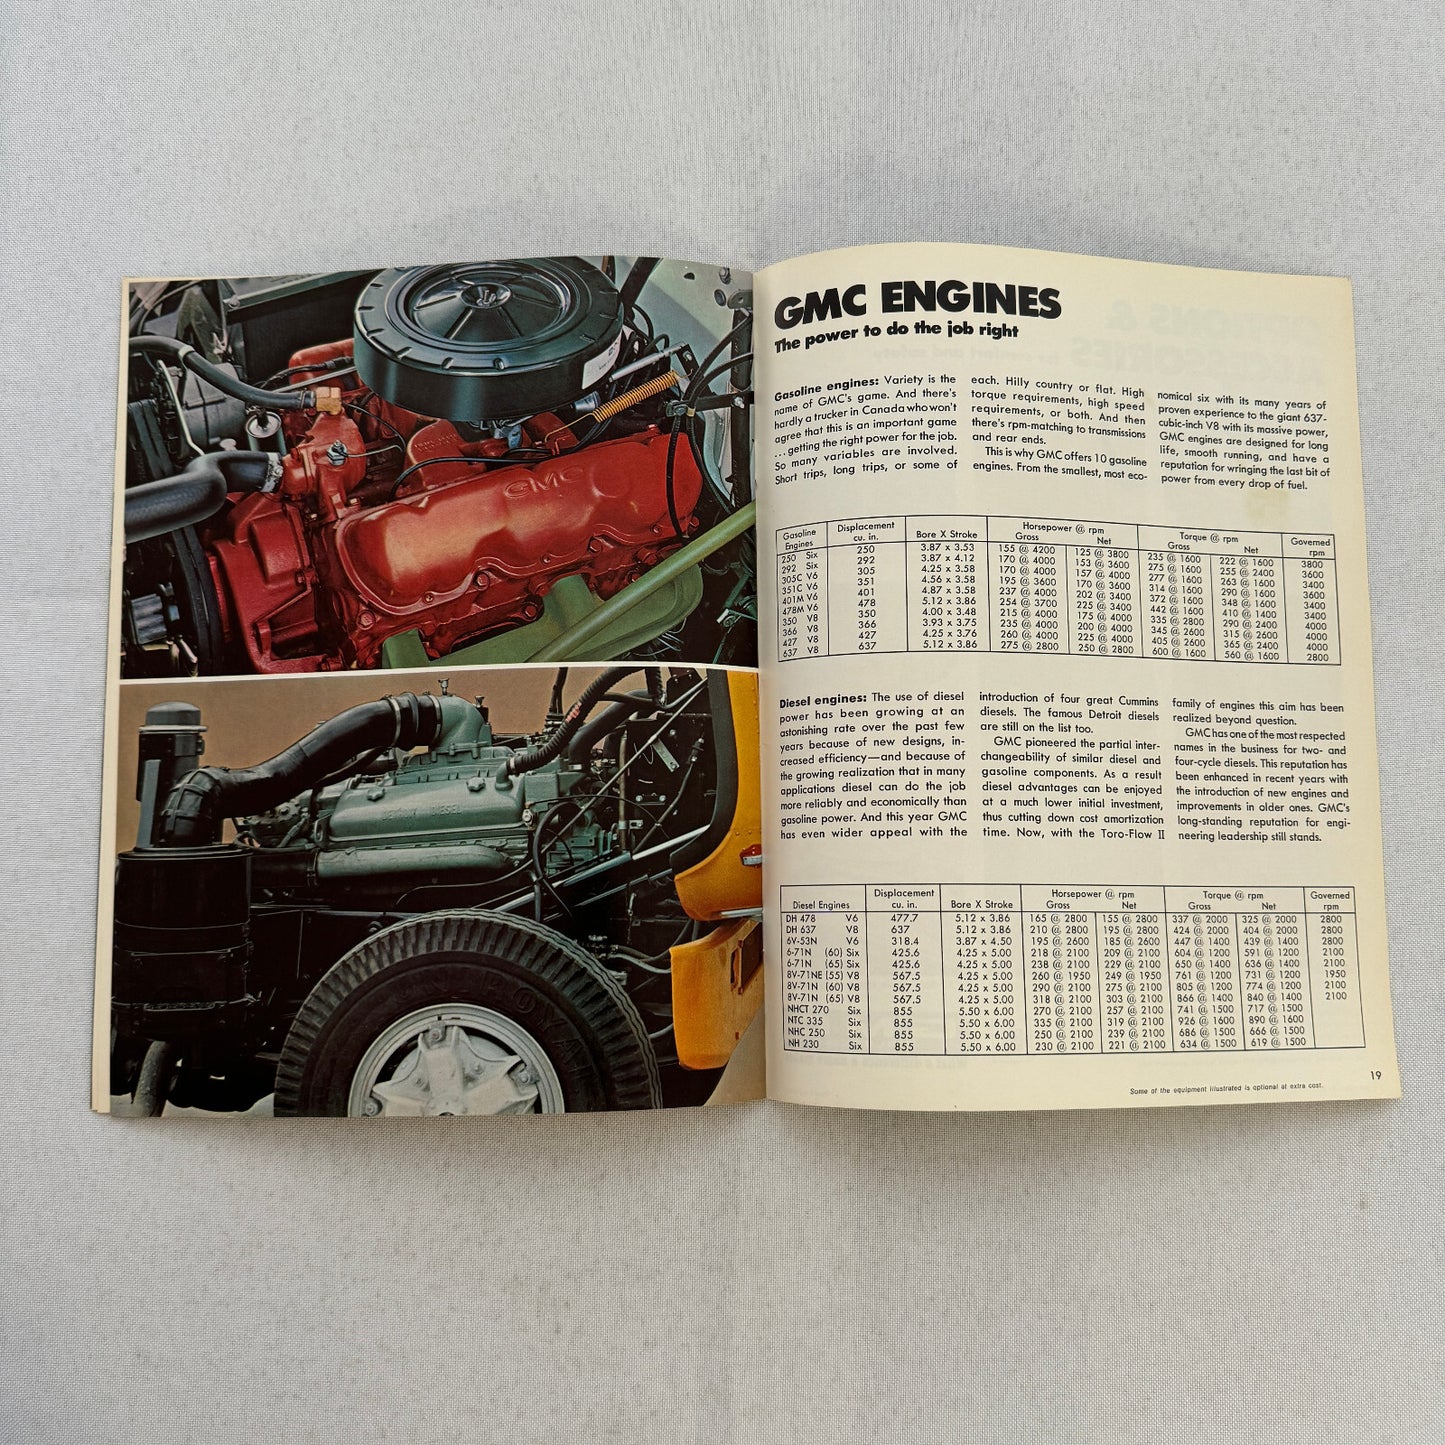 GMC
DETROIT DIESEL
GMC ENGINES
The power to do the job right
Gasoline engines: Variety is the
name of GMC's game. And there's
hardly a trucker in Canada who won't
agree that this is an important game
... getting the right power for the job.
So many variables are involved.
Short trips, long trips, or some of
each. Hilly country or flat. High
torque requirements, high speed
requirements, or both. And then
there's rpm-matching to transmissions
and rear ends.
This is why GMC offers 10 gasoline
engines. From the smallest, most eco-
nomical six with its many years of
proven experience to the giant 637-
cubic-inch V8 with its massive power,
GMC engines are designed for long
life, smooth running, and have a
reputation for wringing the last bit of
power from every drop of fuel.
Gasoline Engines Displacement cu. in. Bore X Stroke Horsepower @ rpm Gross Net Torque @ rpm Gross Net Governed rpm
250 Six 250 3.87 x 3.53 155 @ 4200 125 @ 3800 235 @ 1600 222 @ 1600 3800
292 Six 292 3.87 x 4.12 170 @ 4000 153 @ 3600 275 @ 1600 255 @ 2400 3600
305C V6 305 4.25 x 3.58 170 @ 4000 157 @ 4000 277 @ 1600 263 @ 1600 3400
351C V6 351 4.56 x 3.58 195 @ 3600 170 @ 3600 314 @ 1600 290 @ 1600 3600
401M V6 401 4.87 x 3.58 237 @ 4000 202 @ 3400 372 @ 1600 348 @ 1600 3400
478M V6 478 5.12 x 3.86 254 @ 3700 225 @ 3400 442 @ 1600 410 @ 1400 3400
350 V8 350 4.00 x 3.48 215 @ 4000 175 @ 4000 335 @ 2800 290 @ 2400 4000
366 V8 366 3.93 x 3.75 235 @ 4000 200 @ 4000 345 @ 2600 315 @ 2600 4000
427 V8 427 4.25 x 3.76 260 @ 4000 225 @ 4000 405 @ 2600 365 @ 2400 4000
637 V8 637 5.12 x 3.86 275 @ 2800 250 @ 2800 600 @ 1600 560 @ 1600 2800
Diesel engines: The use of diesel
power has been growing at an
astonishing rate over the past few
years because of new designs, in-
creased efficiency—and because of
the growing realization that in many
applications diesel can do the job
more reliably and economically than
gasoline power. And this year GMC
has even wider appeal with the
introduction of four great Cummins
diesels. The famous Detroit diesels
are still on the list too.
GMC pioneered the partial inter-
changeability of similar diesel and
gasoline components. As a result
diesel advantages can be enjoyed
at a much lower initial investment,
thus cutting down cost amortization
time. Now, with the Toro-Flow II
family of engines this aim has been
realized beyond question.
GMC has one of the most respected
names in the business for two- and
four-cycle diesels. This reputation has
been enhanced in recent years with
the introduction of new engines and
improvements in older ones. GMC's
long-standing reputation for engi-
neering leadership still stands.
Diesel Engines Displacement cu. in. Bore X Stroke Horsepower @ rpm Gross Net Torque @ rpm Gross Net Governed rpm
DH 478 V6 477.7 5.12 x 3.86 165 @ 2800 155 @ 2800 337 @ 2000 325 @ 2000 2800
DH 637 V8 637 5.12 x 3.86 210 @ 2800 195 @ 2800 424 @ 2000 404 @ 2000 2800
6V-53N V6 318.4 3.87 x 4.50 195 @ 2600 185 @ 2600 447 @ 1400 439 @ 1400 2800
6-71N (60) Six 425.6 4.25 x 5.00 218 @ 2100 209 @ 2100 604 @ 1200 591 @ 1200 2100
6-71N (65) Six 425.6 4.25 x 5.00 238 @ 2100 229 @ 2100 650 @ 1400 636 @ 1400 2100
8V-71NE (55) V8 567.5 4.25 x 5.00 260 @ 1950 249 @ 1950 761 @ 1200 731 @ 1200 1950
8V-71N (60) V8 567.5 4.25 x 5.00 290 @ 2100 275 @ 2100 805 @ 1200 774 @ 1200 2100
8V-71N (65) V8 567.5 4.25 x 5.00 318 @ 2100 303 @ 2100 866 @ 1400 840 @ 1400 2100
NHCT 270 Six 855 5.50 x 6.00 270 @ 2100 257 @ 2100 741 @ 1500 717 @ 1500
NTC 335 Six 855 5.50 x 6.00 335 @ 2100 319 @ 2100 926 @ 1600 890 @ 1600
NHC 250 Six 855 5.50 x 6.00 250 @ 2100 239 @ 2100 686 @ 1500 666 @ 1500
NH 230 Six 855 5.50 x 6.00 230 @ 2100 221 @ 2100 634 @ 1500 619 @ 1500
Some of the equipment illustrated is optional at extra cost.
19